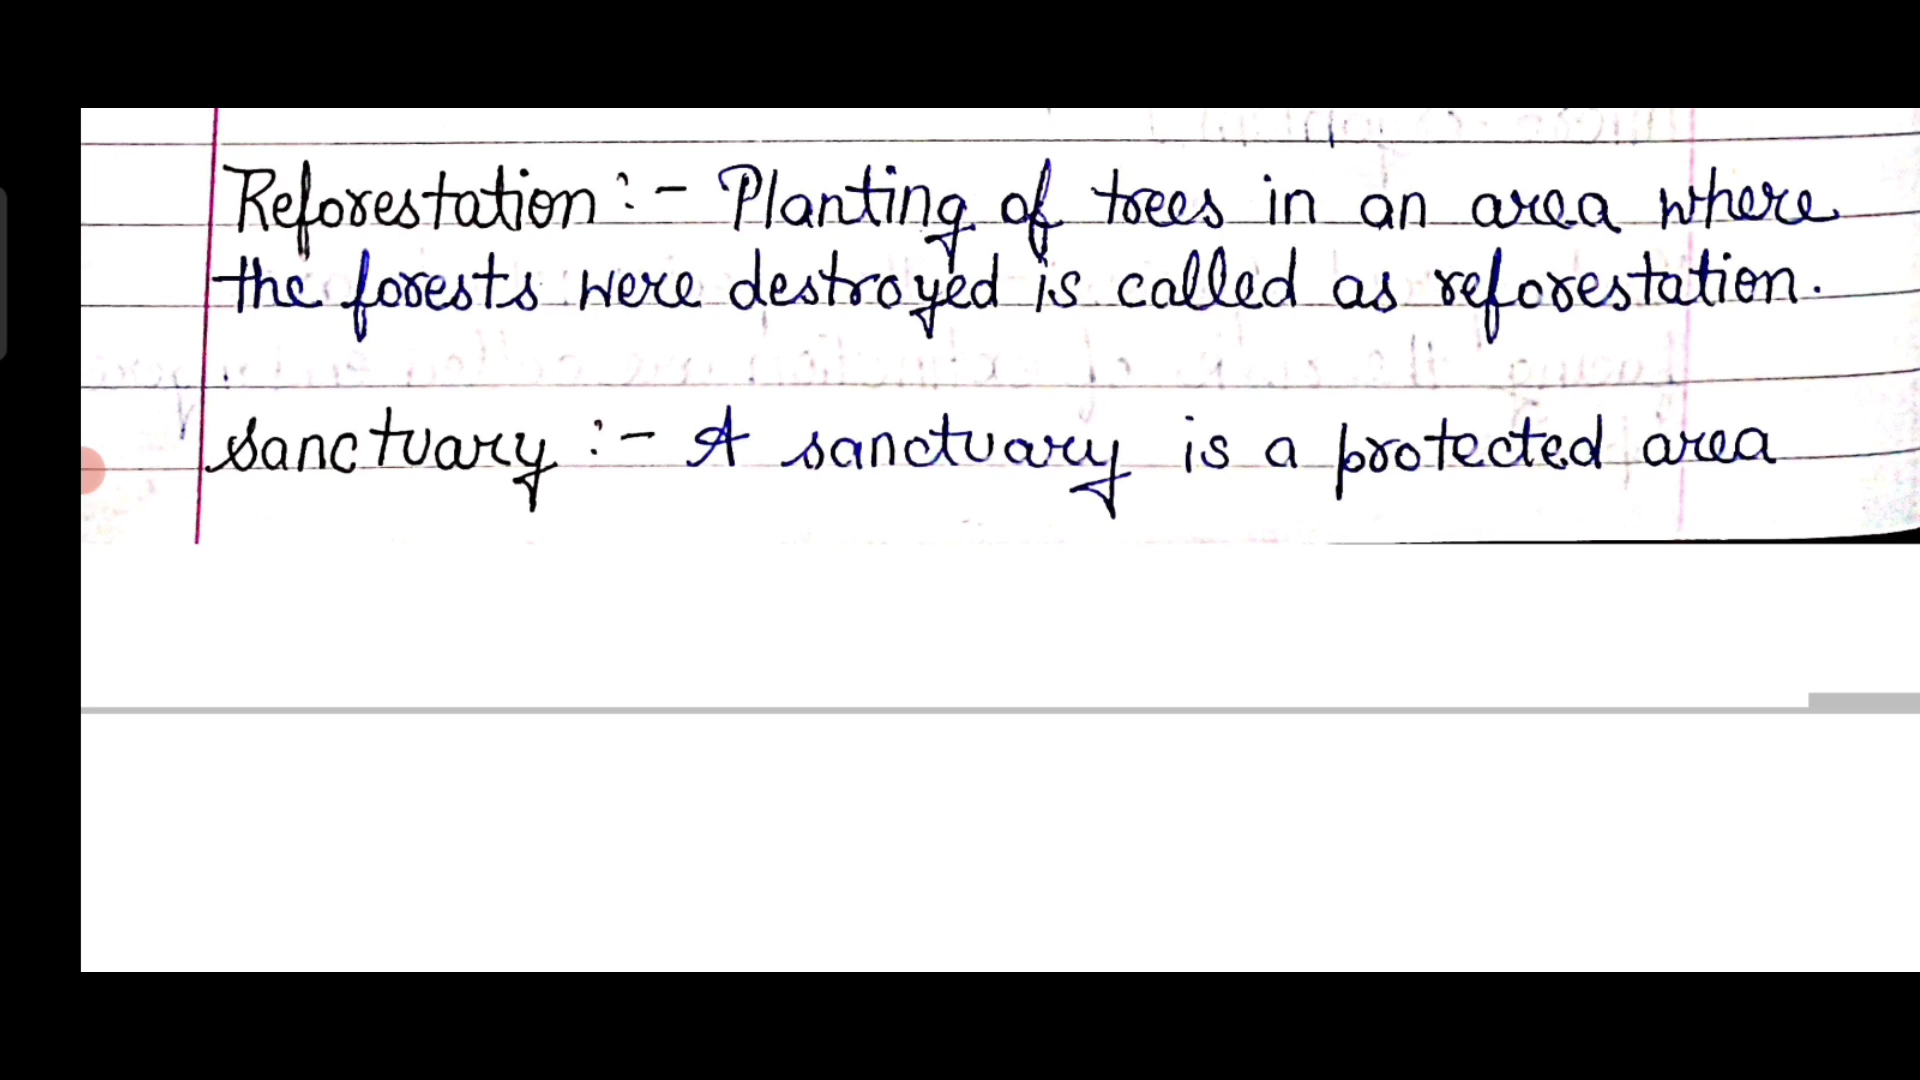 Reforestation :- Planting of trees in an area where
the forests were destroyed is called as reforestation.
Sanctuary :- A sanctuary is a protected area